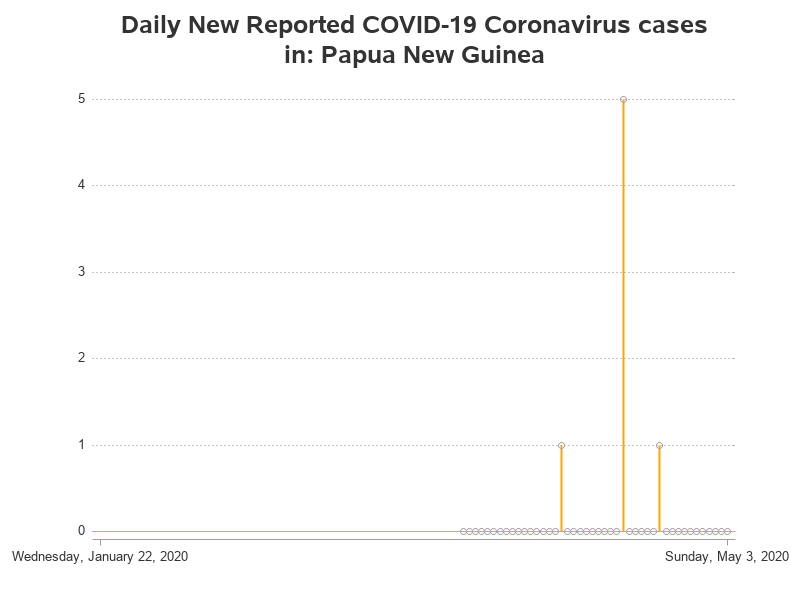 Daily New Reported COVID-19 Coronavirus cases
in: Papua New Guinea
5
4
3
2
1
0
Wednesday, January 22, 2020
Sunday, May 3, 2020